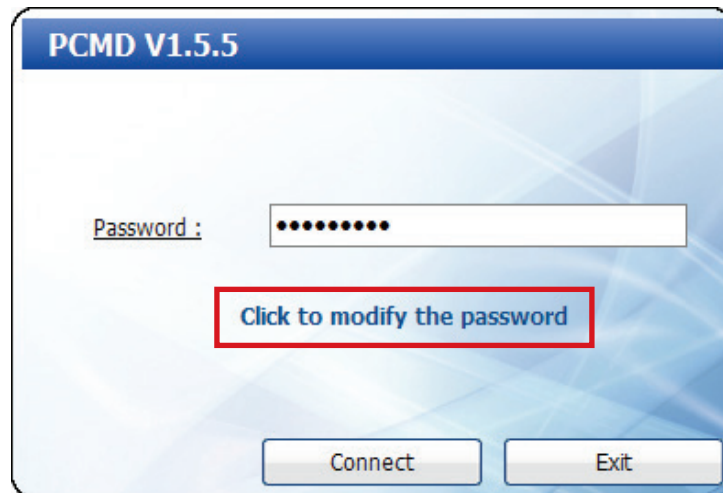 PCMD V1.5.5
Password : •••••••••
Click to modify the password
Connect Exit